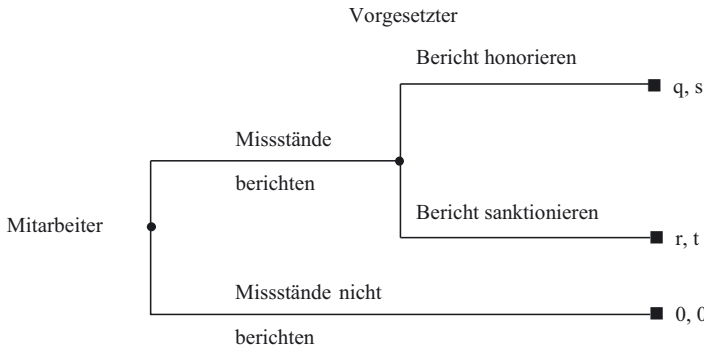 Vorgesetzter
Bericht honorieren
q, s
Missstände
berichten
Bericht sanktionieren
Mitarbeiter
r, t
Missstände nicht
0, 0
berichten